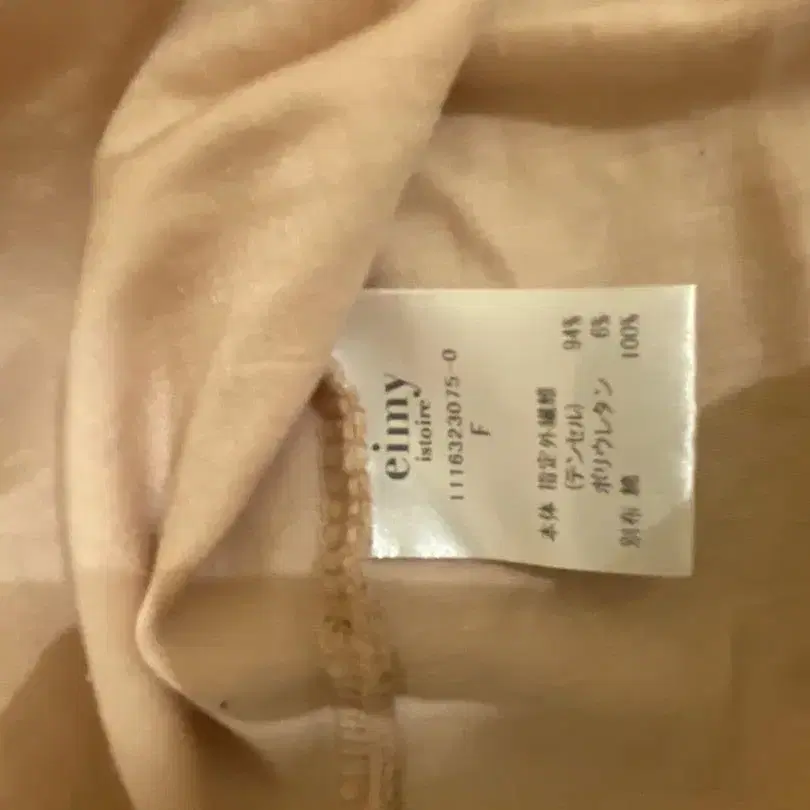 eimy
istoire
1116323075-0
F
本体 指定外繊維 94%
(テンセル)
ポリウレタン 6%
別布 綿 100%